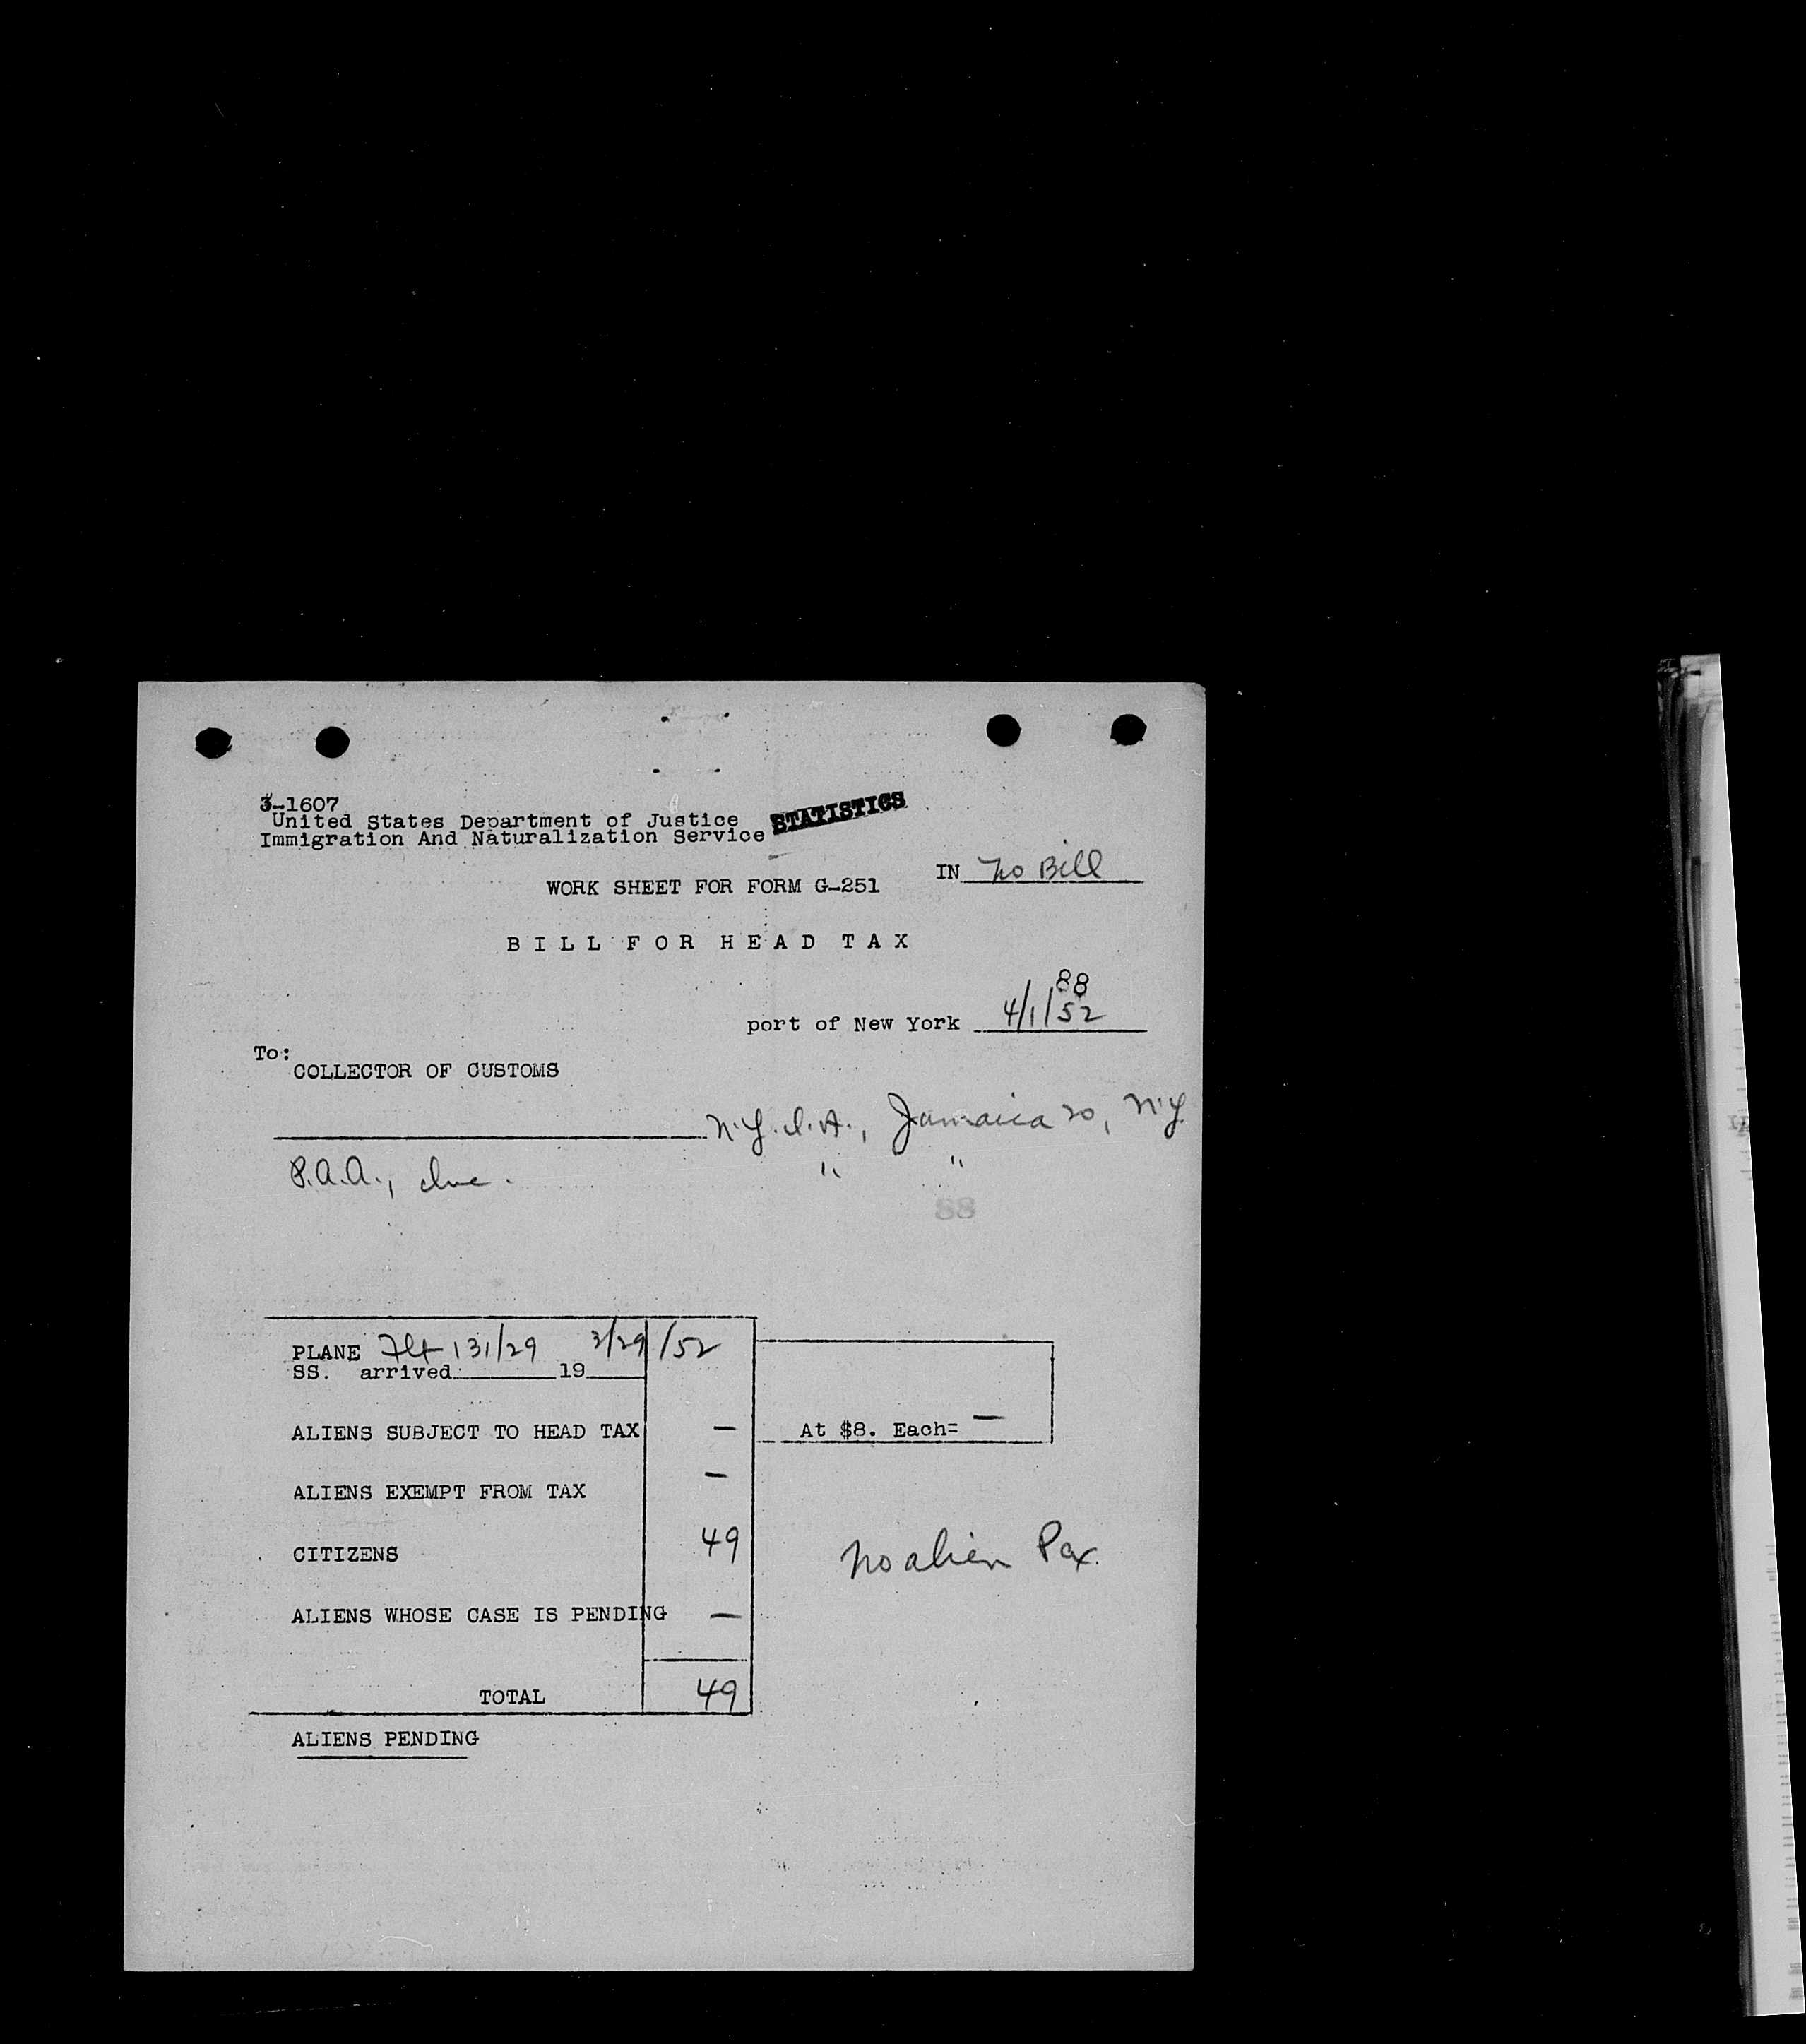 3-1607
United States Department of Justice
Immigration And Naturalization Service STATISTICS
IN No Bill
WORK SHEET FOR FORM G-251
BILL FOR HEAD TAX
88
port of New York 4/1/52
To:
COLLECTOR OF CUSTOMS
N.Y.I.A., Jamaica 20, N.Y.
P.A.A., Inc. " "
88
PLANE Flt 131/29 3/29/52
SS. arrived 19
ALIENS SUBJECT TO HEAD TAX — At $8. Each= —
ALIENS EXEMPT FROM TAX —
CITIZENS 49 No alien Pax.
ALIENS WHOSE CASE IS PENDING —
TOTAL 49
ALIENS PENDING